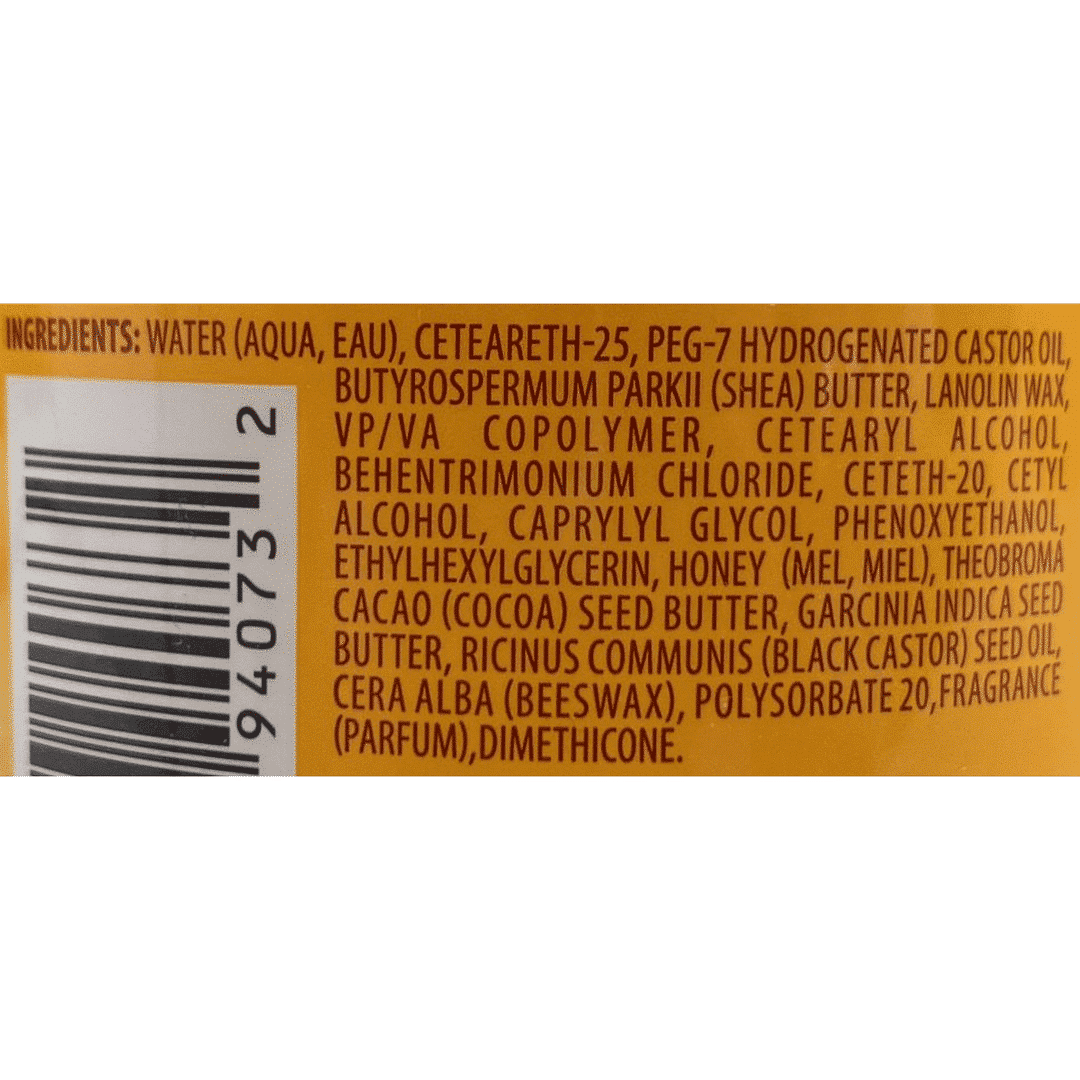 INGREDIENTS: WATER (AQUA, EAU), CETEARETH-25, PEG-7 HYDROGENATED CASTOR OIL,
BUTYROSPERMUM PARKII (SHEA) BUTTER, LANOLIN WAX,
VP/VA COPOLYMER, CETEARYL ALCOHOL,
BEHENTRIMONIUM CHLORIDE, CETETH-20, CETYL
ALCOHOL, CAPRYLYL GLYCOL, PHENOXYETHANOL,
ETHYLHEXYLGLYCERIN, HONEY (MEL, MIEL), THEOBROMA
CACAO (COCOA) SEED BUTTER, GARCINIA INDICA SEED
BUTTER, RICINUS COMMUNIS (BLACK CASTOR) SEED OIL,
CERA ALBA (BEESWAX), POLYSORBATE 20,FRAGRANCE
(PARFUM),DIMETHICONE.
94073 2